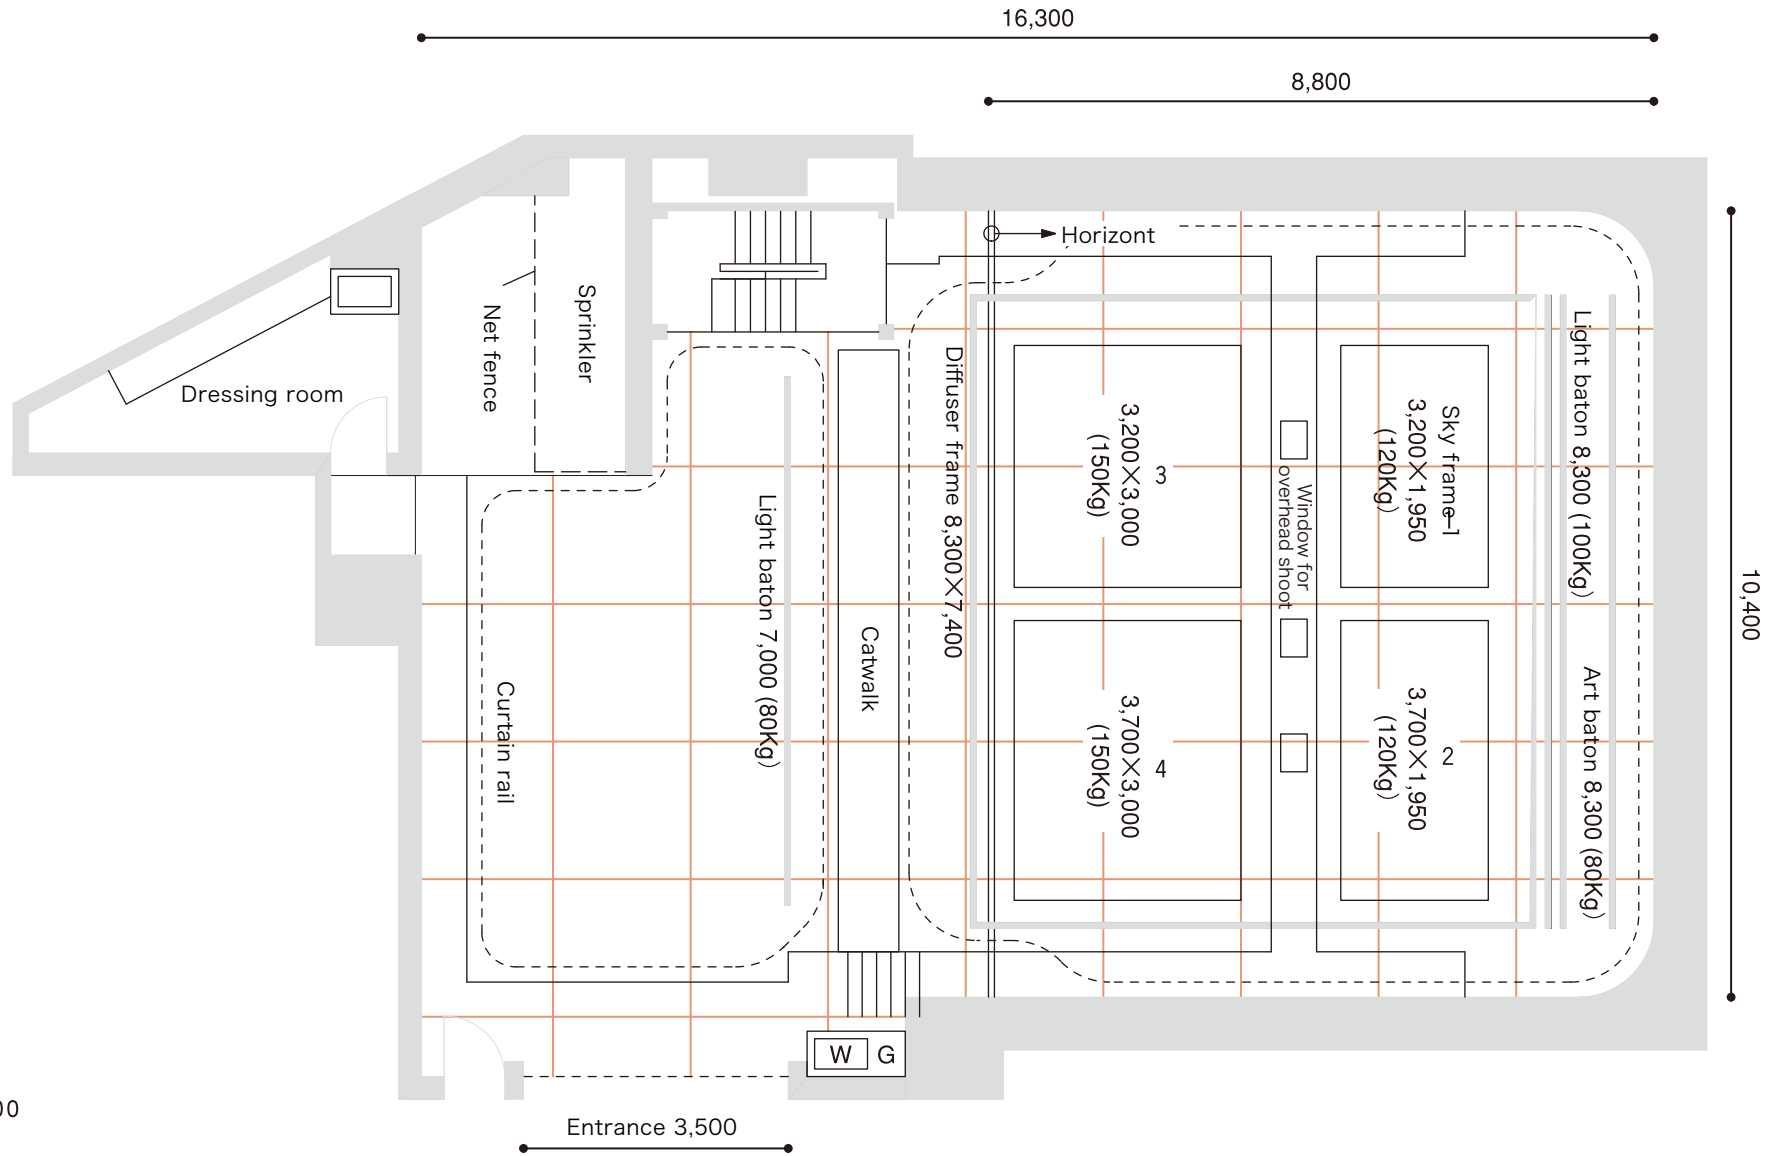 16,300
8,800
Horizont
Sprinkler
Net fence
Dressing room
Light baton 8,300 (100Kg)
Diffuser frame 8,300×7,400
3
3,200×3,000
(150Kg)
Sky frame-1
3,200×1,950
(120Kg)
Window for
overhead shoot
Light baton 7,000 (80Kg)
10,400
Catwalk
Curtain rail
4
3,700×3,000
(150Kg)
2
3,700×1,950
(120Kg)
Art baton 8,300 (80Kg)
W G
00
Entrance 3,500